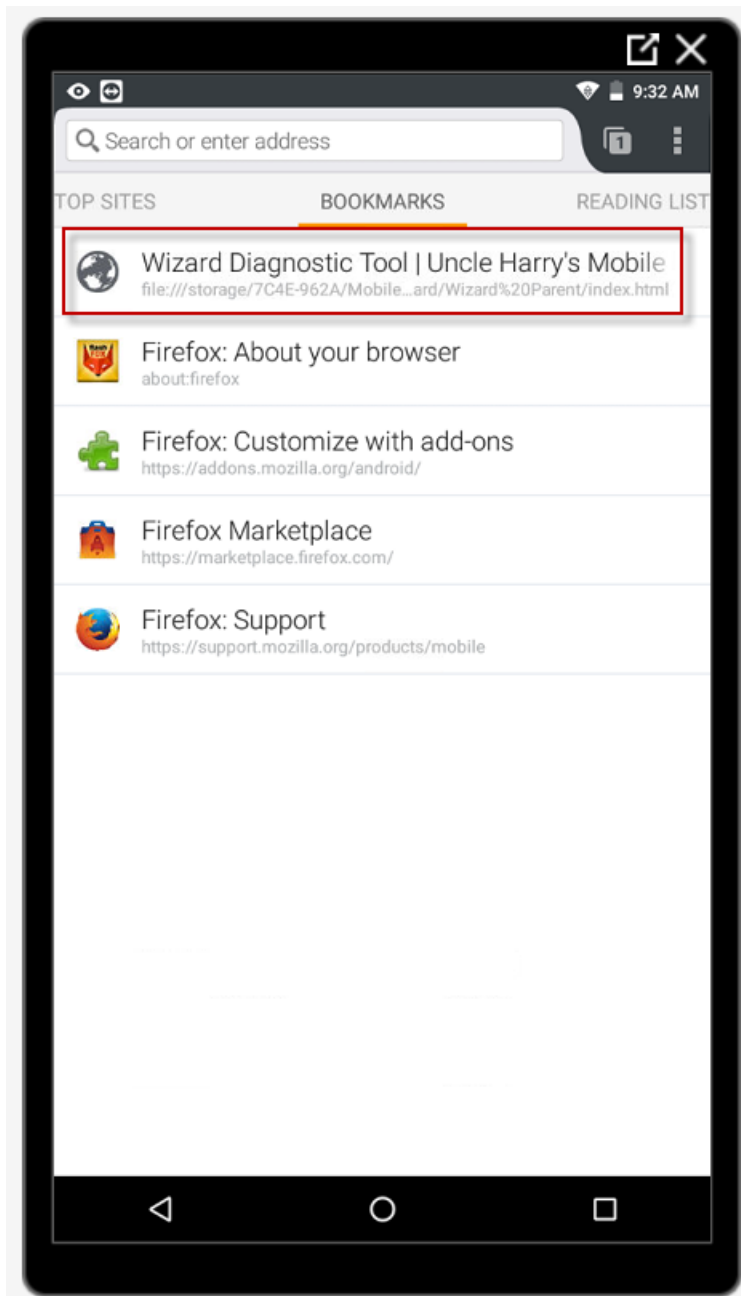 9:32 AM
Search or enter address
1
TOP SITES BOOKMARKS READING LIST
Wizard Diagnostic Tool | Uncle Harry's Mobile
file:///storage/7C4E-962A/Mobile...ard/Wizard%20Parent/index.html
Firefox: About your browser
about:firefox
Firefox: Customize with add-ons
https://addons.mozilla.org/android/
Firefox Marketplace
https://marketplace.firefox.com/
Firefox: Support
https://support.mozilla.org/products/mobile